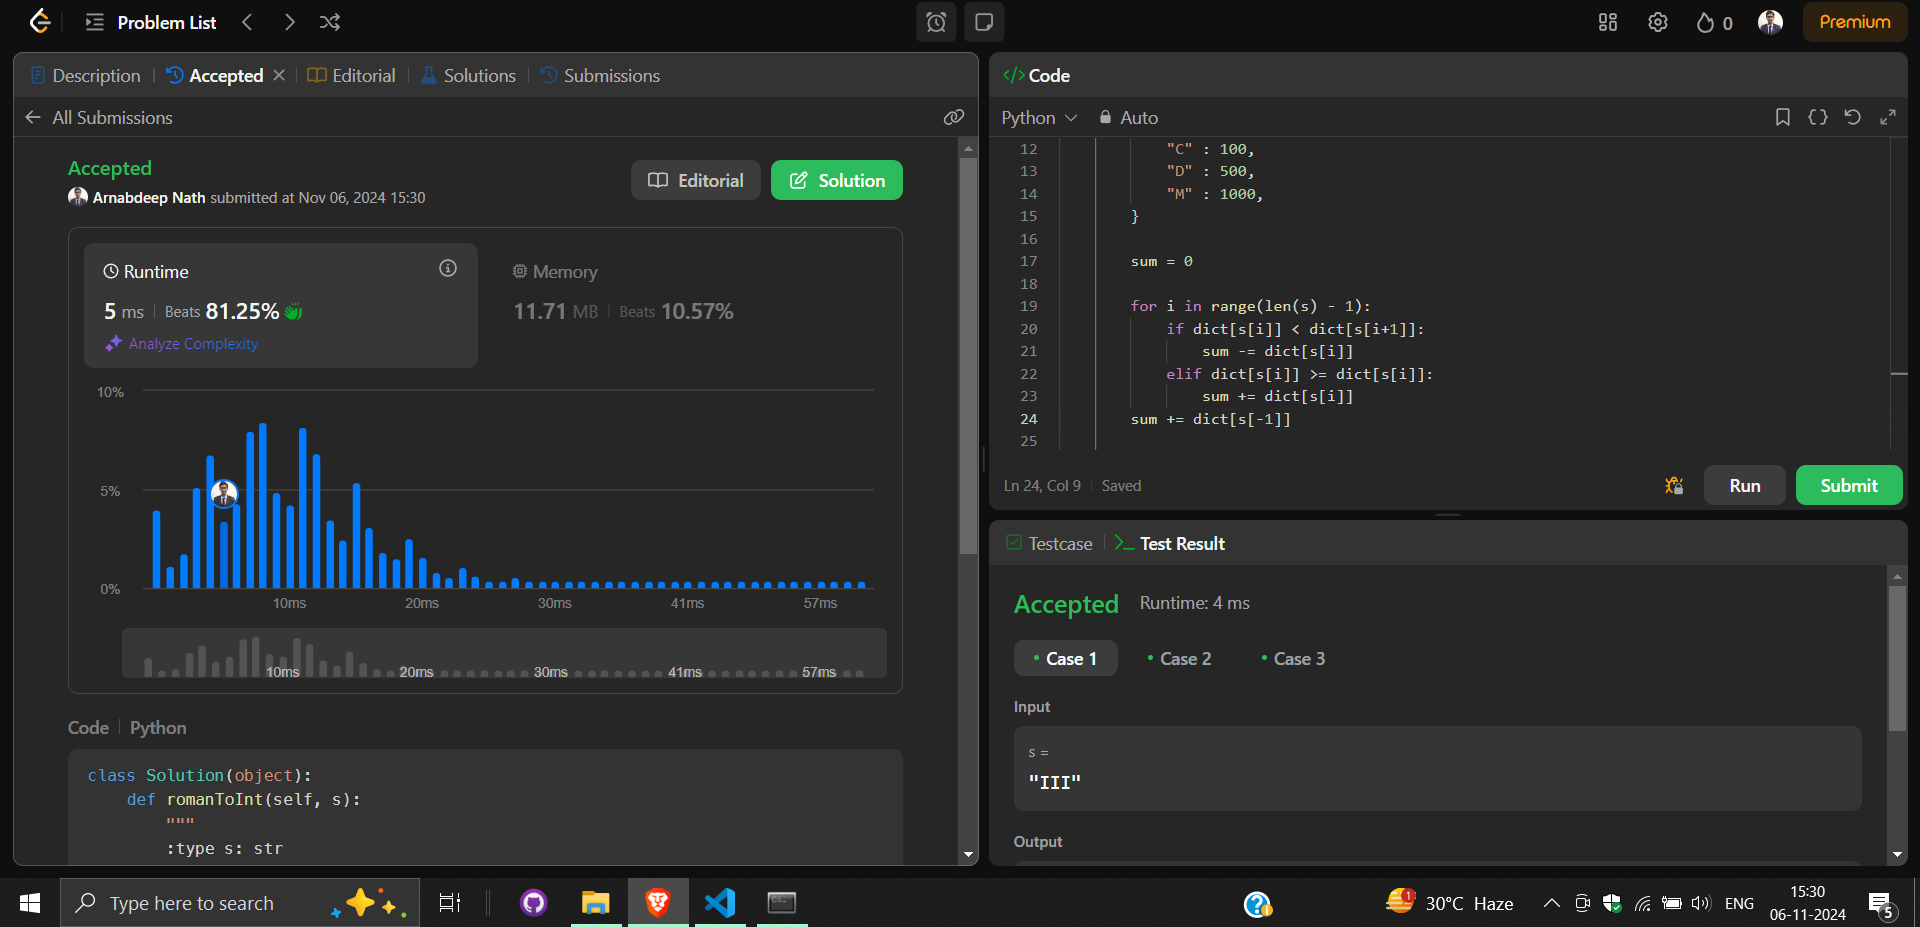 Problem List
0
Premium
Description
Accepted
Editorial
Solutions
Submissions
All Submissions
Accepted
Arnabdeep Nath submitted at Nov 06, 2024 15:30
Editorial
Solution
Runtime
5 ms
Beats 81.25%
Analyze Complexity
Memory
11.71 MB
Beats 10.57%
10%
5%
0%
10ms
20ms
30ms
41ms
57ms
10ms
20ms
30ms
41ms
57ms
Code
Python
class Solution(object):
def romanToInt(self, s):
"""
:type s: str
</> Code
Python
Auto
12 "C" : 100,
13 "D" : 500,
14 "M" : 1000,
15 }
16
17 sum = 0
18
19 for i in range(len(s) - 1):
20 if dict[s[i]] < dict[s[i+1]]:
21 sum -= dict[s[i]]
22 elif dict[s[i]] >= dict[s[i]]:
23 sum += dict[s[i]]
24 sum += dict[s[-1]]
25
Ln 24, Col 9
Saved
Run
Submit
Testcase
Test Result
Accepted
Runtime: 4 ms
Case 1
Case 2
Case 3
Input
s =
"III"
Output
Type here to search
1
30°C Haze
ENG
15:30
06-11-2024
5